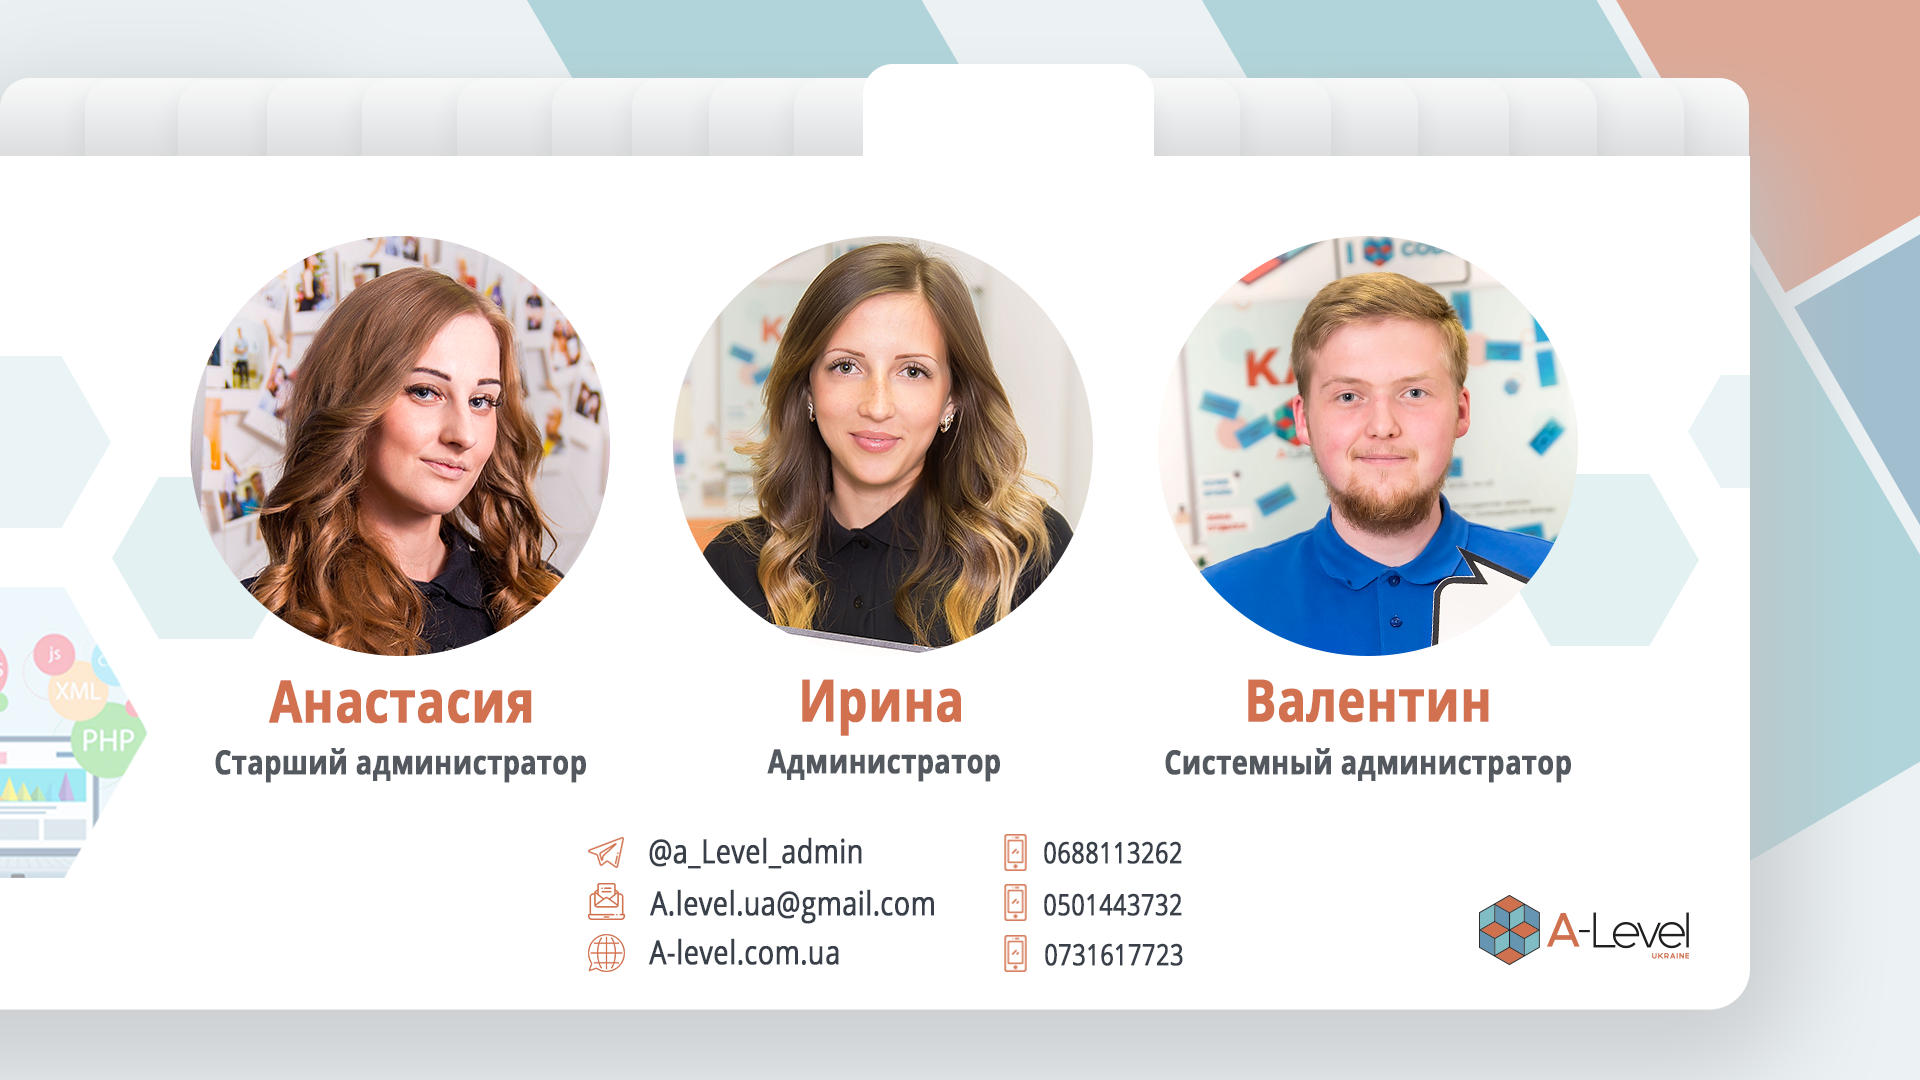 Анастасия
Старший администратор
Ирина
Администратор
Валентин
Системный администратор
js
XML
PHP
@a_Level_admin
A.level.ua@gmail.com
A-level.com.ua
0688113262
0501443732
0731617723
A-Level
UKRAINE